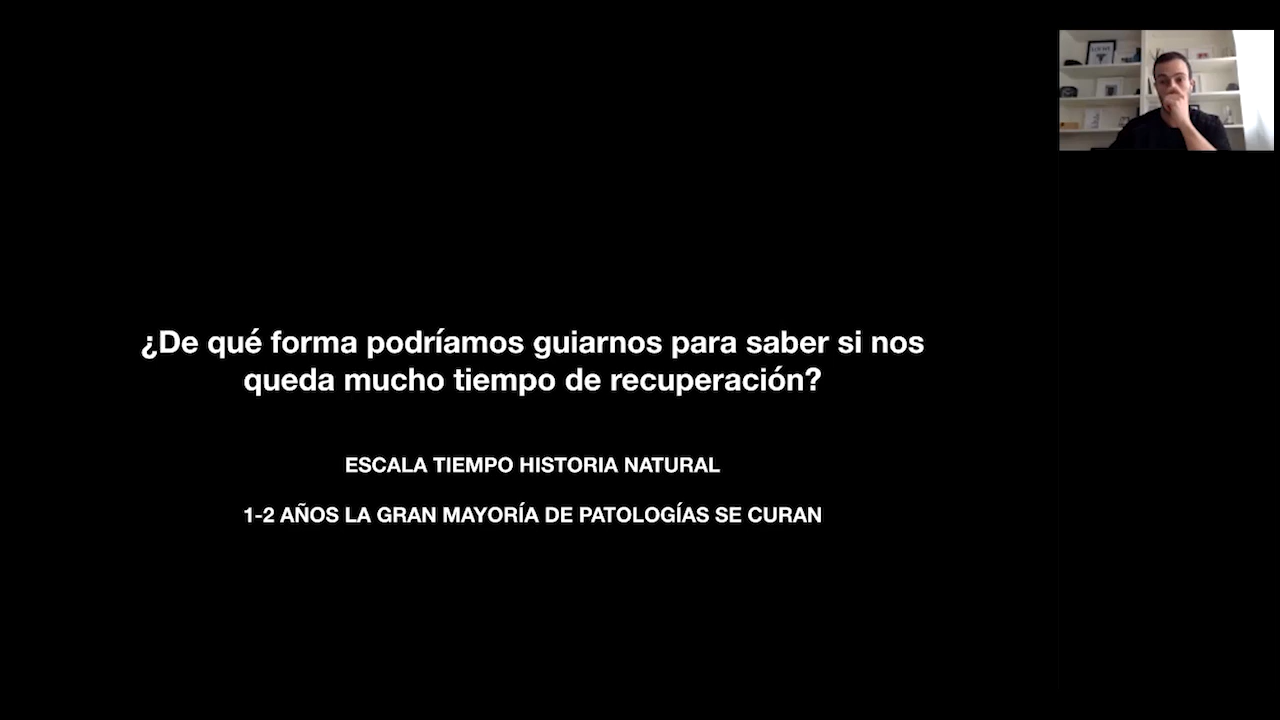 ¿De qué forma podríamos guiarnos para saber si nos
queda mucho tiempo de recuperación?
ESCALA TIEMPO HISTORIA NATURAL
1-2 AÑOS LA GRAN MAYORÍA DE PATOLOGÍAS SE CURAN